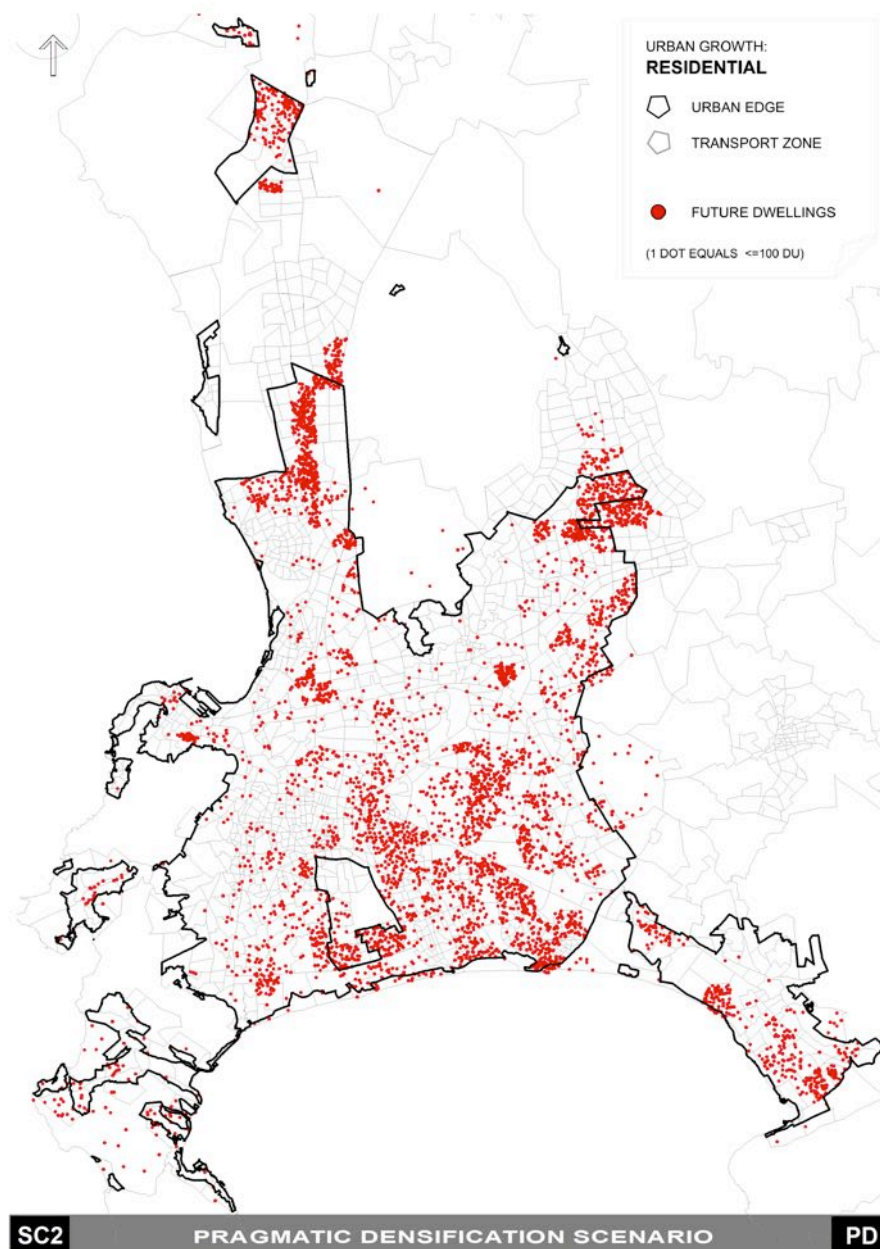 URBAN GROWTH:
RESIDENTIAL
URBAN EDGE
TRANSPORT ZONE
FUTURE DWELLINGS
(1 DOT EQUALS <=100 DU)
SC2 PRAGMATIC DENSIFICATION SCENARIO PD